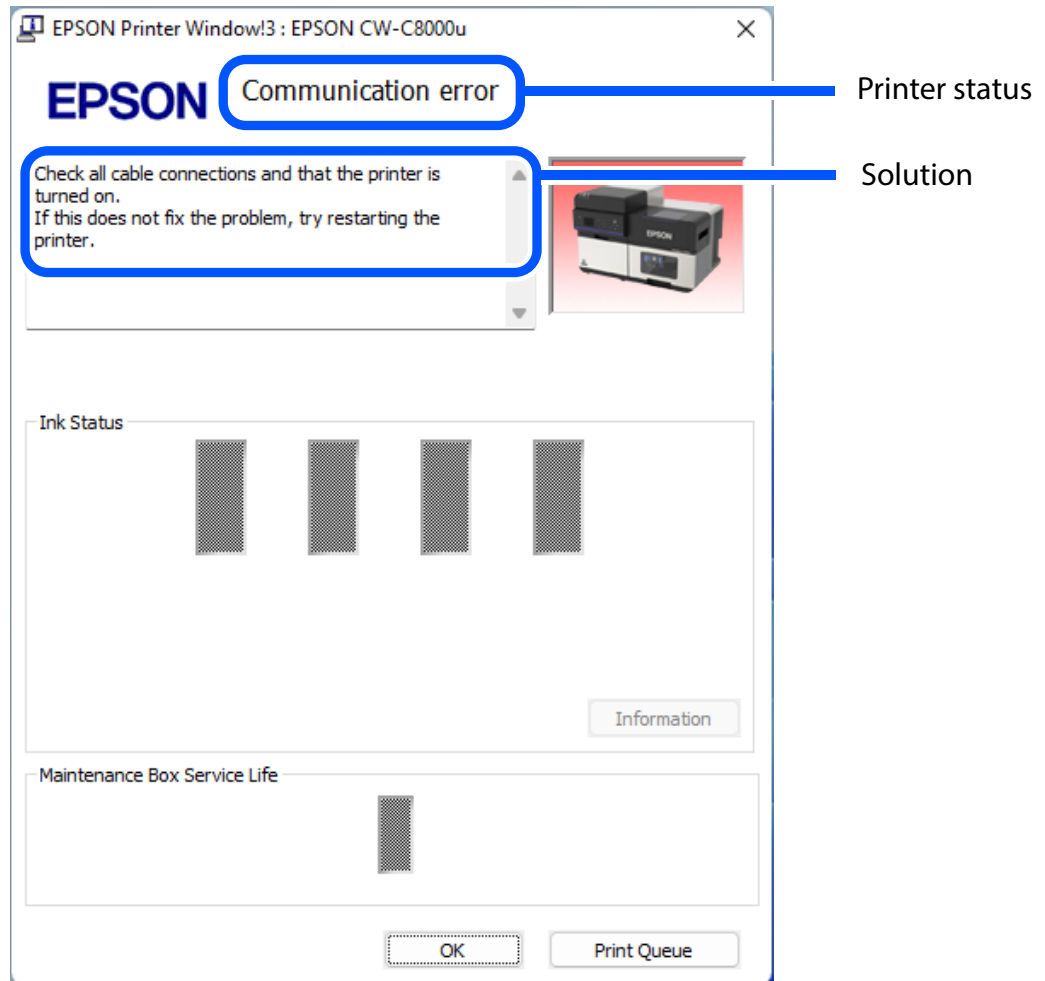 EPSON Printer Window!3 : EPSON CW-C8000u
EPSON
Communication error
Printer status
Check all cable connections and that the printer is
turned on.
If this does not fix the problem, try restarting the
printer.
Solution
EPSON
Ink Status
Information
Maintenance Box Service Life
OK
Print Queue